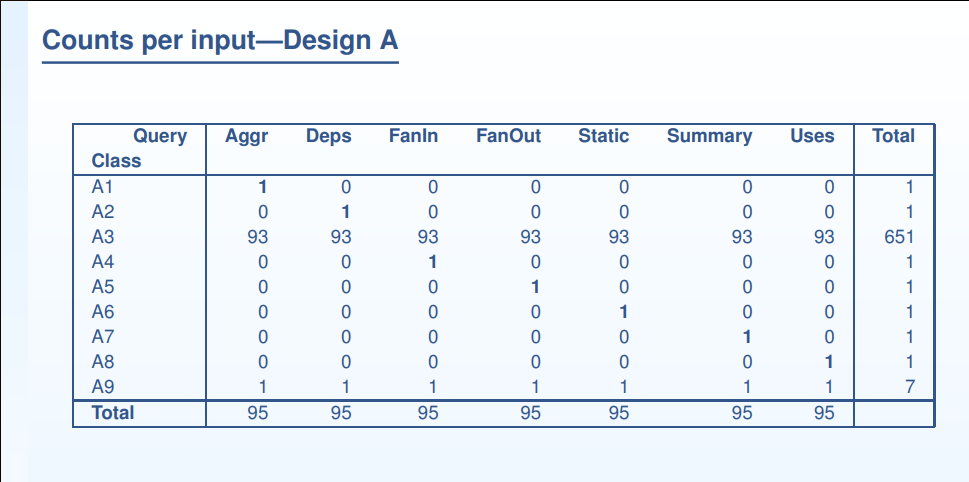 Counts per input—Design A
Query Aggr Deps FanIn FanOut Static Summary Uses Total
Class
A1 1 0 0 0 0 0 0 1
A2 0 1 0 0 0 0 0 1
A3 93 93 93 93 93 93 93 651
A4 0 0 1 0 0 0 0 1
A5 0 0 0 1 0 0 0 1
A6 0 0 0 0 1 0 0 1
A7 0 0 0 0 0 1 0 1
A8 0 0 0 0 0 0 1 1
A9 1 1 1 1 1 1 1 7
Total 95 95 95 95 95 95 95